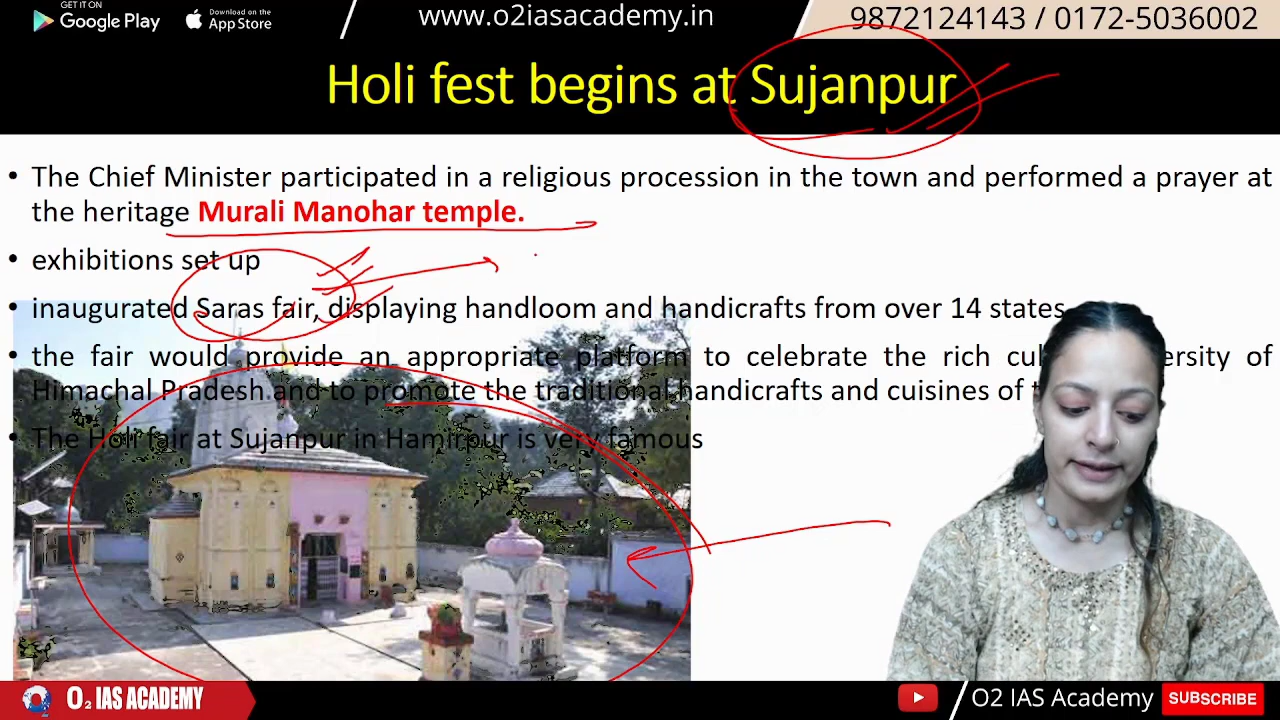 GET IT ON
Google Play
Download on the
App Store
www.o2iasacademy.in
9872124143 / 0172-5036002
Holi fest begins at Sujanpur
• The Chief Minister participated in a religious procession in the town and performed a prayer at
the heritage Murali Manohar temple.
• exhibitions set up
• inaugurated Saras fair, displaying handloom and handicrafts from over 14 states
• the fair would provide an appropriate platform to celebrate the rich of
Himachal Pradesh and to promote the traditional handicrafts and cuisines of
• The Holi fair at Sujanpur in Hamirpur is very famous
O2 IAS ACADEMY
O2 IAS Academy
SUBSCRIBE